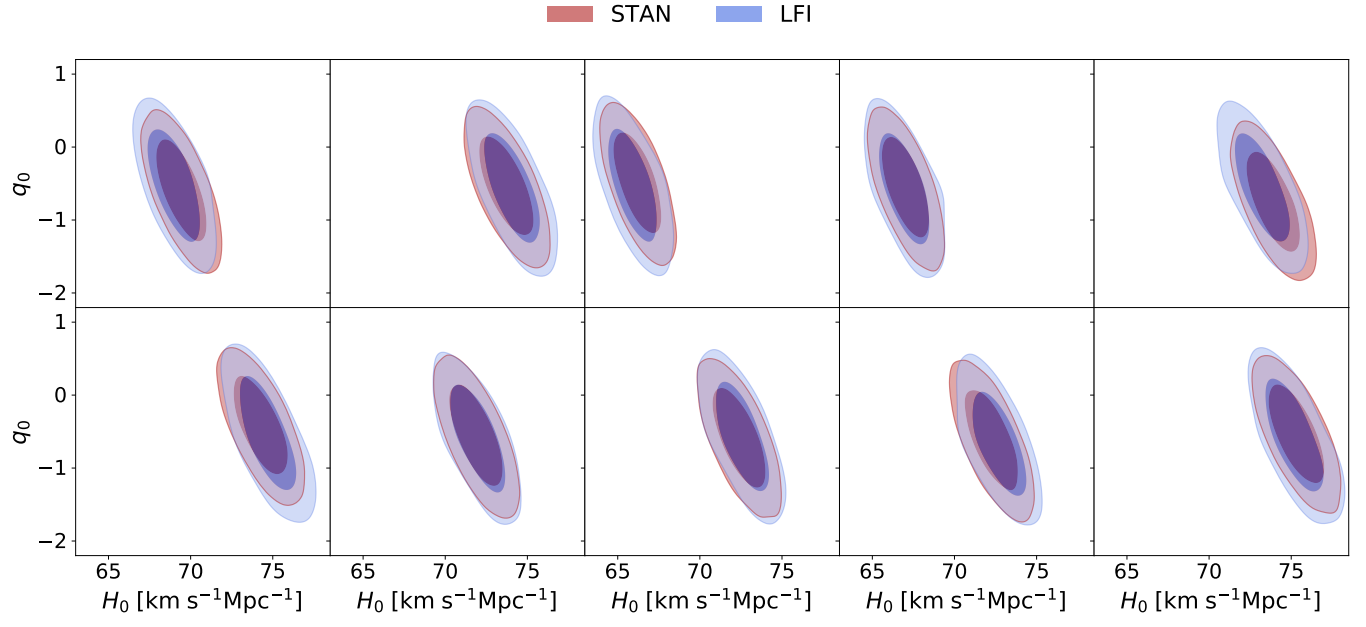 STAN LFI
1
0
−1
−2
q₀
1
0
−1
−2
q₀
65 70 75 65 70 75 65 70 75 65 70 75 65 70 75
H₀ [km s⁻¹Mpc⁻¹] H₀ [km s⁻¹Mpc⁻¹] H₀ [km s⁻¹Mpc⁻¹] H₀ [km s⁻¹Mpc⁻¹] H₀ [km s⁻¹Mpc⁻¹]